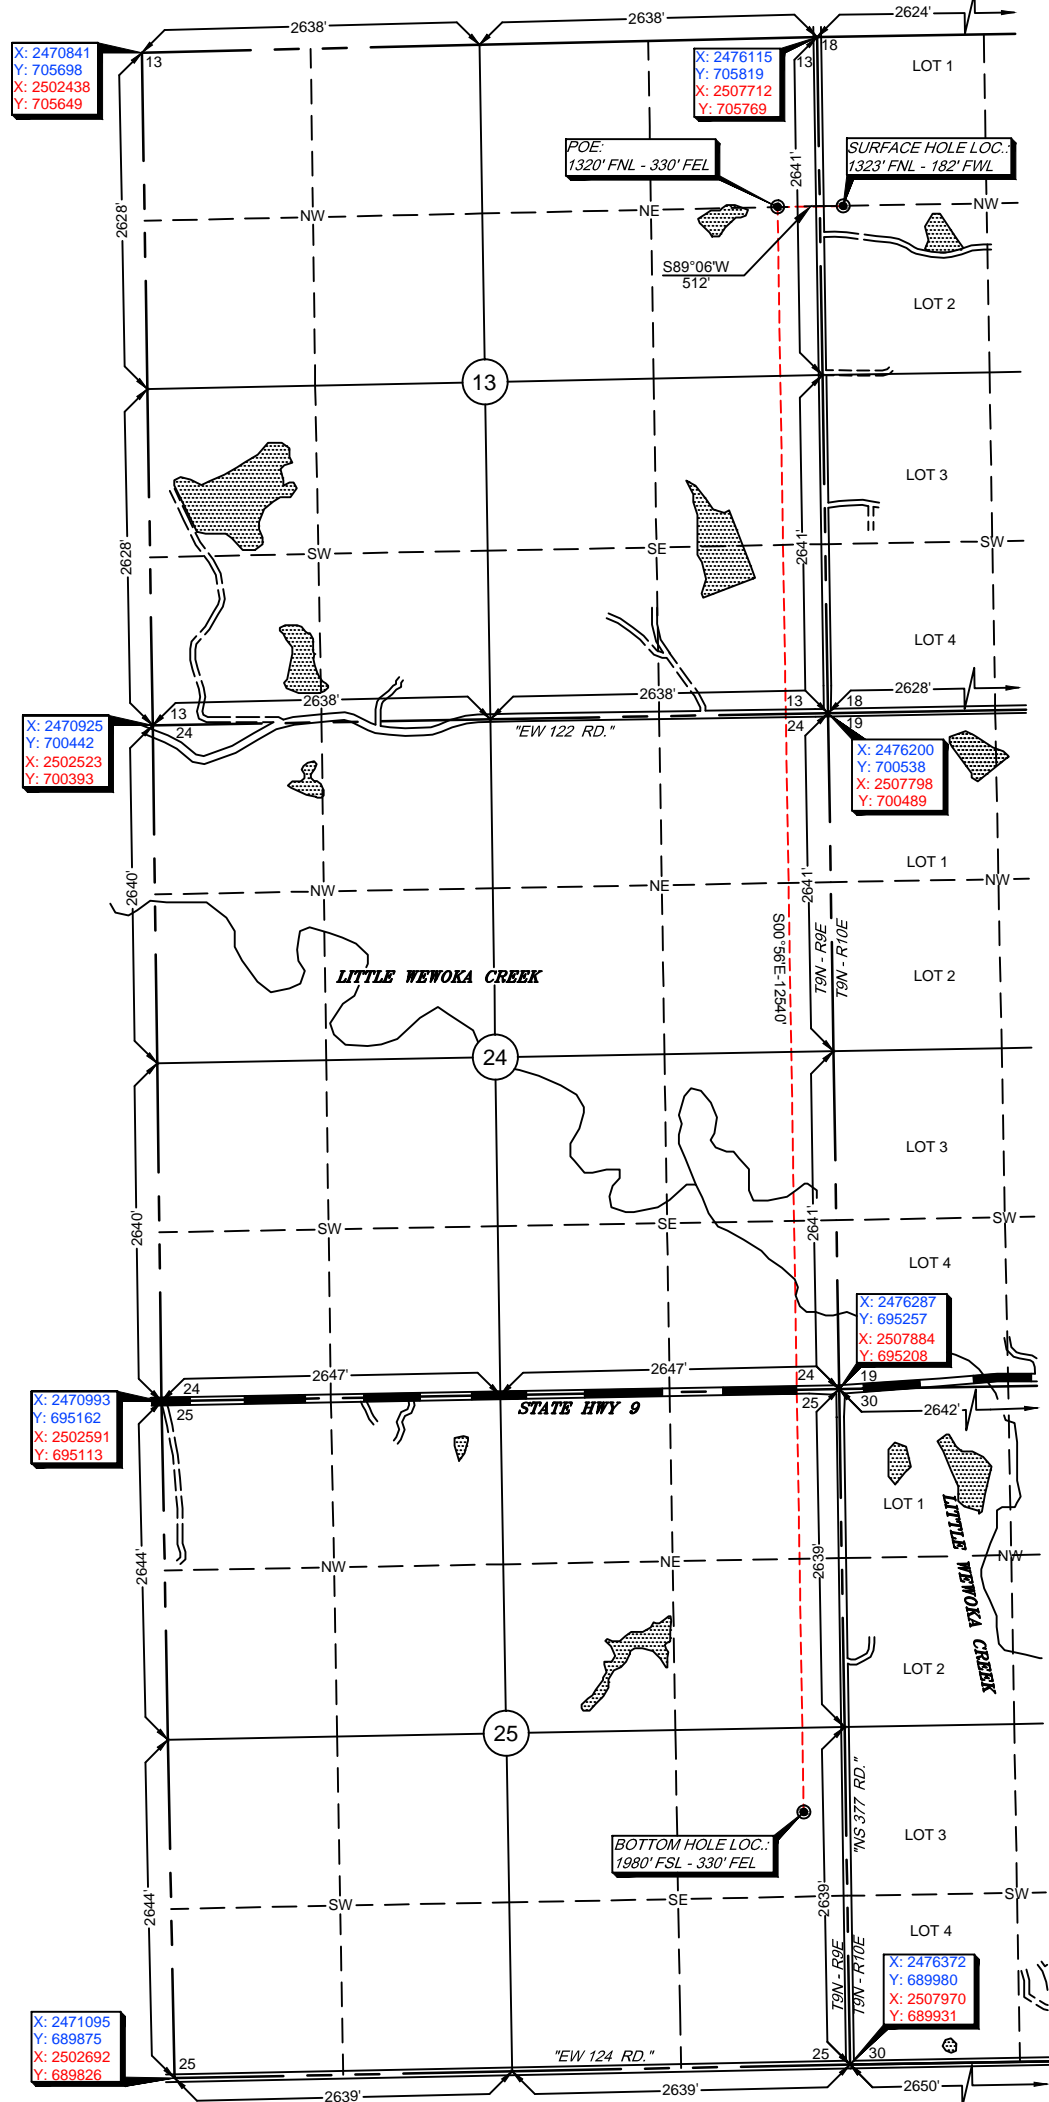 2638'
2638'
2624'
X: 2470841
Y: 705698
X: 2502438
Y: 705649
13
X: 2476115
Y: 705819
X: 2507712
Y: 705769
13
18
LOT 1
POE:
1320' FNL - 330' FEL
SURFACE HOLE LOC.:
1323' FNL - 182' FWL
2641'
2628'
NW
NE
NW
S89°06'W
512'
LOT 2
13
LOT 3
2628'
SW
SE
2641'
SW
LOT 4
2638'
2638'
2628'
13
24
13
18
24
19
"EW 122 RD."
X: 2470925
Y: 700442
X: 2502523
Y: 700393
X: 2476200
Y: 700538
X: 2507798
Y: 700489
LOT 1
2640'
NW
NE
2641'
NW
S00°56'E-12540'
T9N - R9E
T9N - R10E
LITTLE WEWOKA CREEK
LOT 2
24
LOT 3
2640'
SW
SE
2641'
SW
LOT 4
X: 2476287
Y: 695257
X: 2507884
Y: 695208
2647'
2647'
24
25
24
19
25
30
STATE HWY 9
2642'
X: 2470993
Y: 695162
X: 2502591
Y: 695113
LOT 1
LITTLE WEWOKA CREEK
2644'
NW
NE
2639'
NW
LOT 2
25
"NS 377 RD."
LOT 3
BOTTOM HOLE LOC.:
1980' FSL - 330' FEL
2644'
SW
SE
2639'
SW
LOT 4
T9N - R9E
T9N - R10E
X: 2476372
Y: 689980
X: 2507970
Y: 689931
X: 2471095
Y: 689875
X: 2502692
Y: 689826
25
"EW 124 RD."
25
30
2639'
2639'
2650'